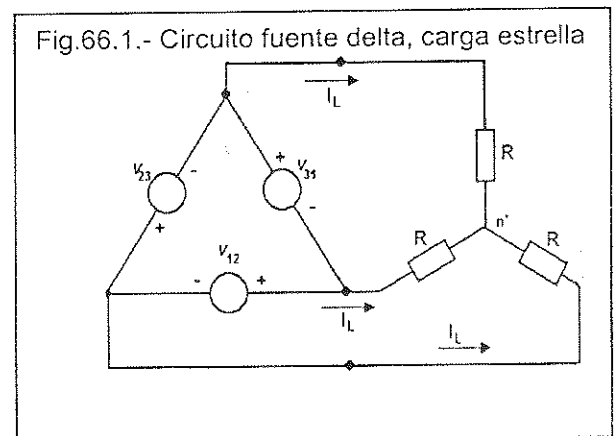 Fig.66.1.- Circuito fuente delta, carga estrella
I_L
R
+
V_31
-
V_23
-
+
n'
R
R
V_12
-
+
I_L
I_L